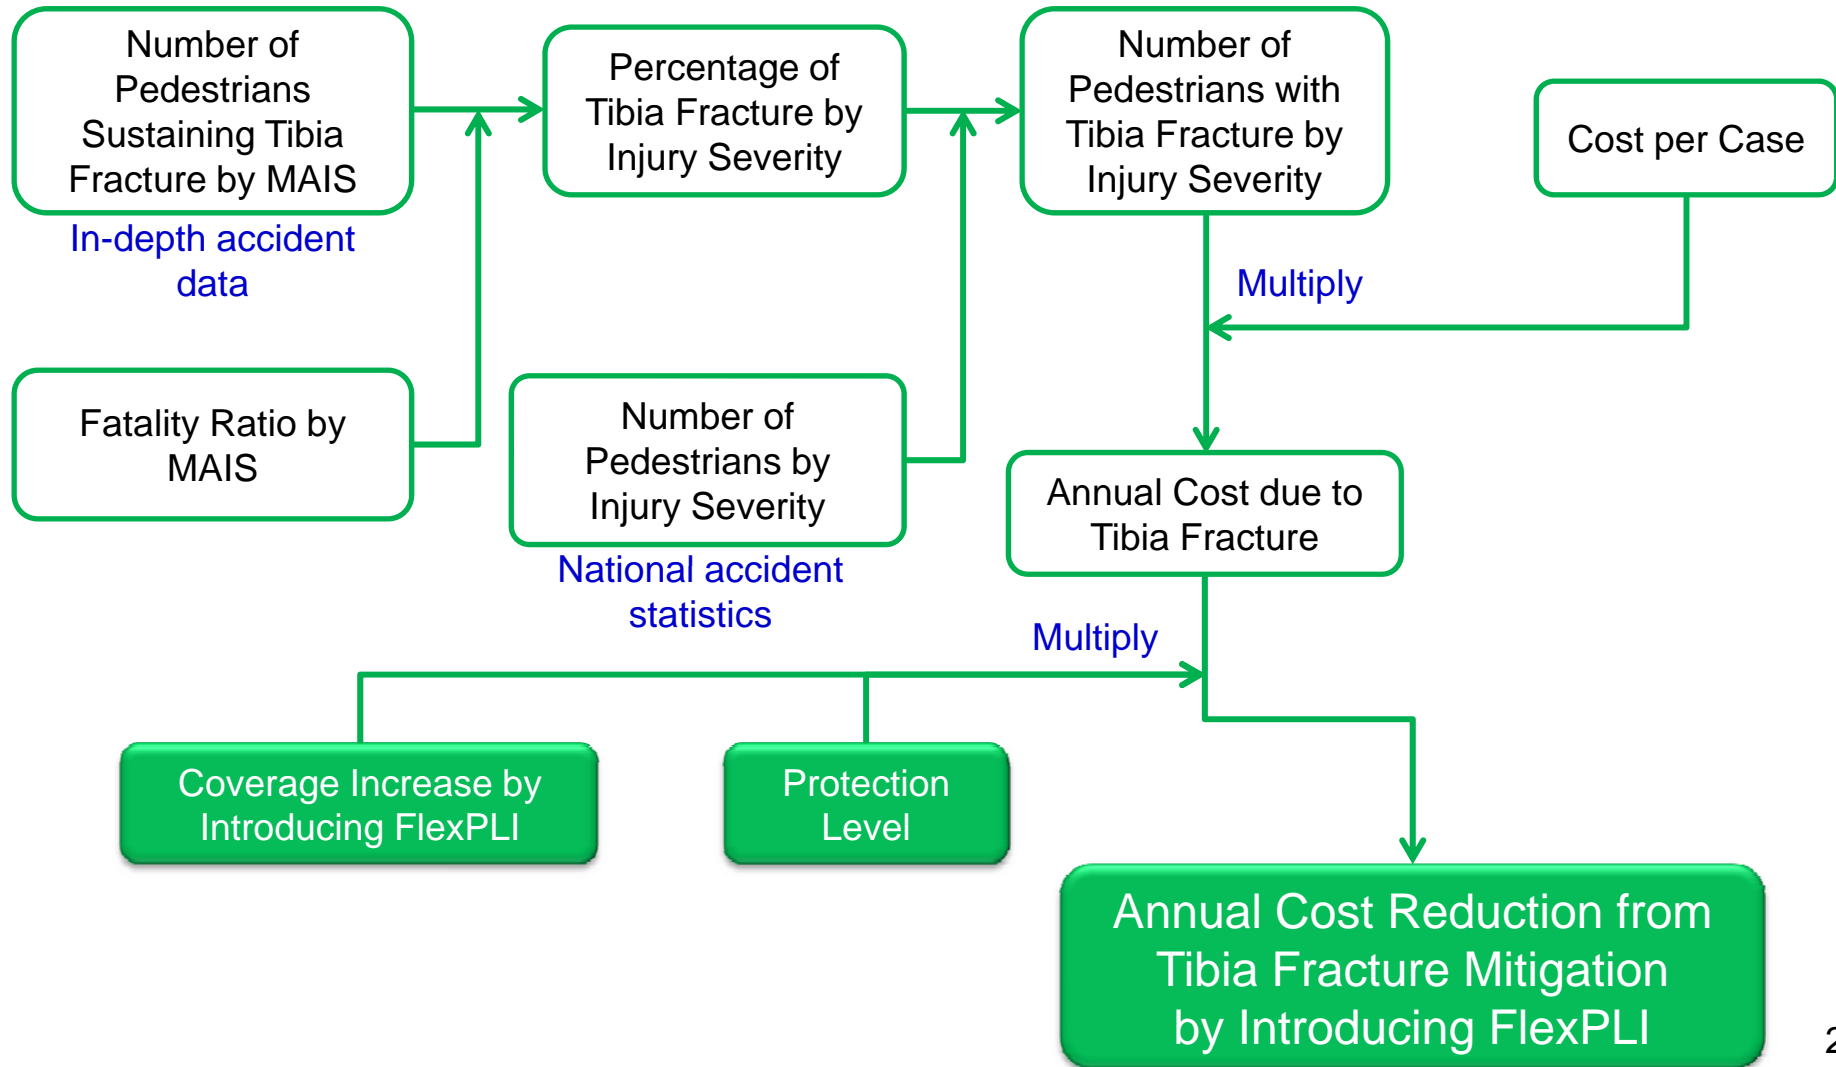 Number of
Pedestrians
Sustaining Tibia
Fracture by MAIS
In-depth accident
data
Percentage of
Tibia Fracture by
Injury Severity
Number of
Pedestrians with
Tibia Fracture by
Injury Severity
Cost per Case
Multiply
Fatality Ratio by
MAIS
Number of
Pedestrians by
Injury Severity
National accident
statistics
Annual Cost due to
Tibia Fracture
Multiply
Coverage Increase by
Introducing FlexPLI
Protection
Level
Annual Cost Reduction from
Tibia Fracture Mitigation
by Introducing FlexPLI
2